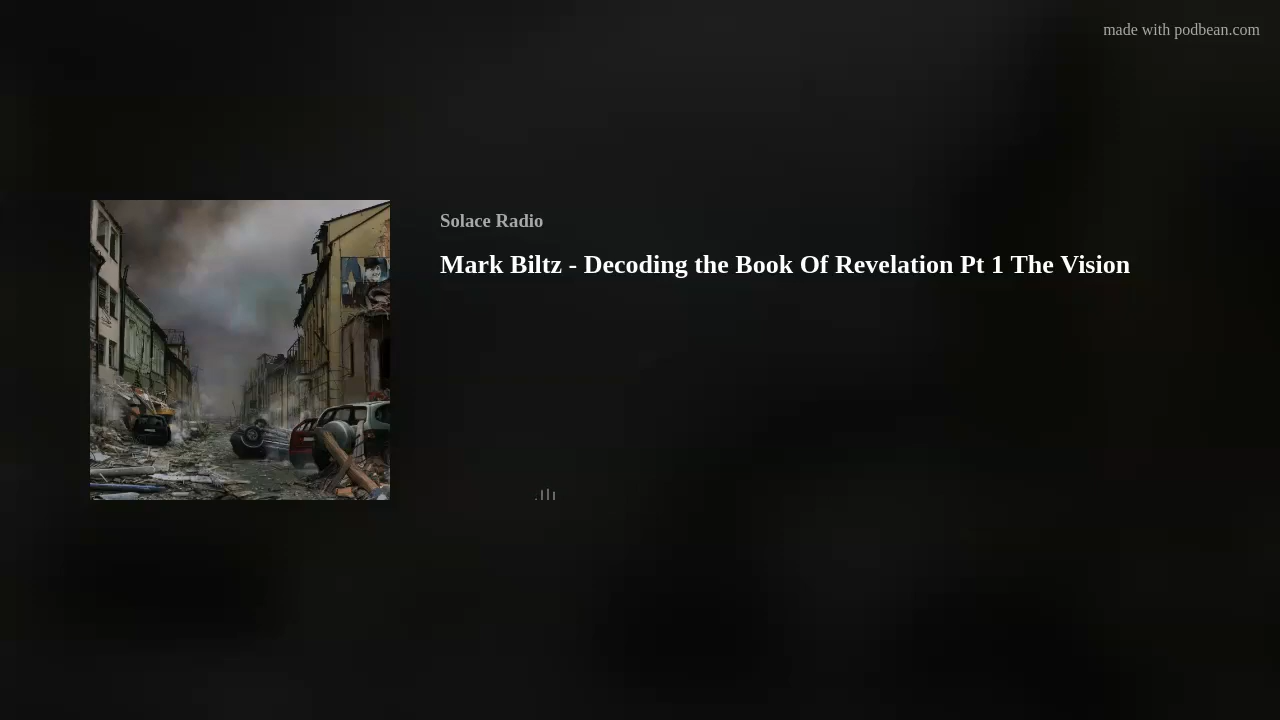 made with podbean.com
Solace Radio
Mark Biltz - Decoding the Book Of Revelation Pt 1 The Vision